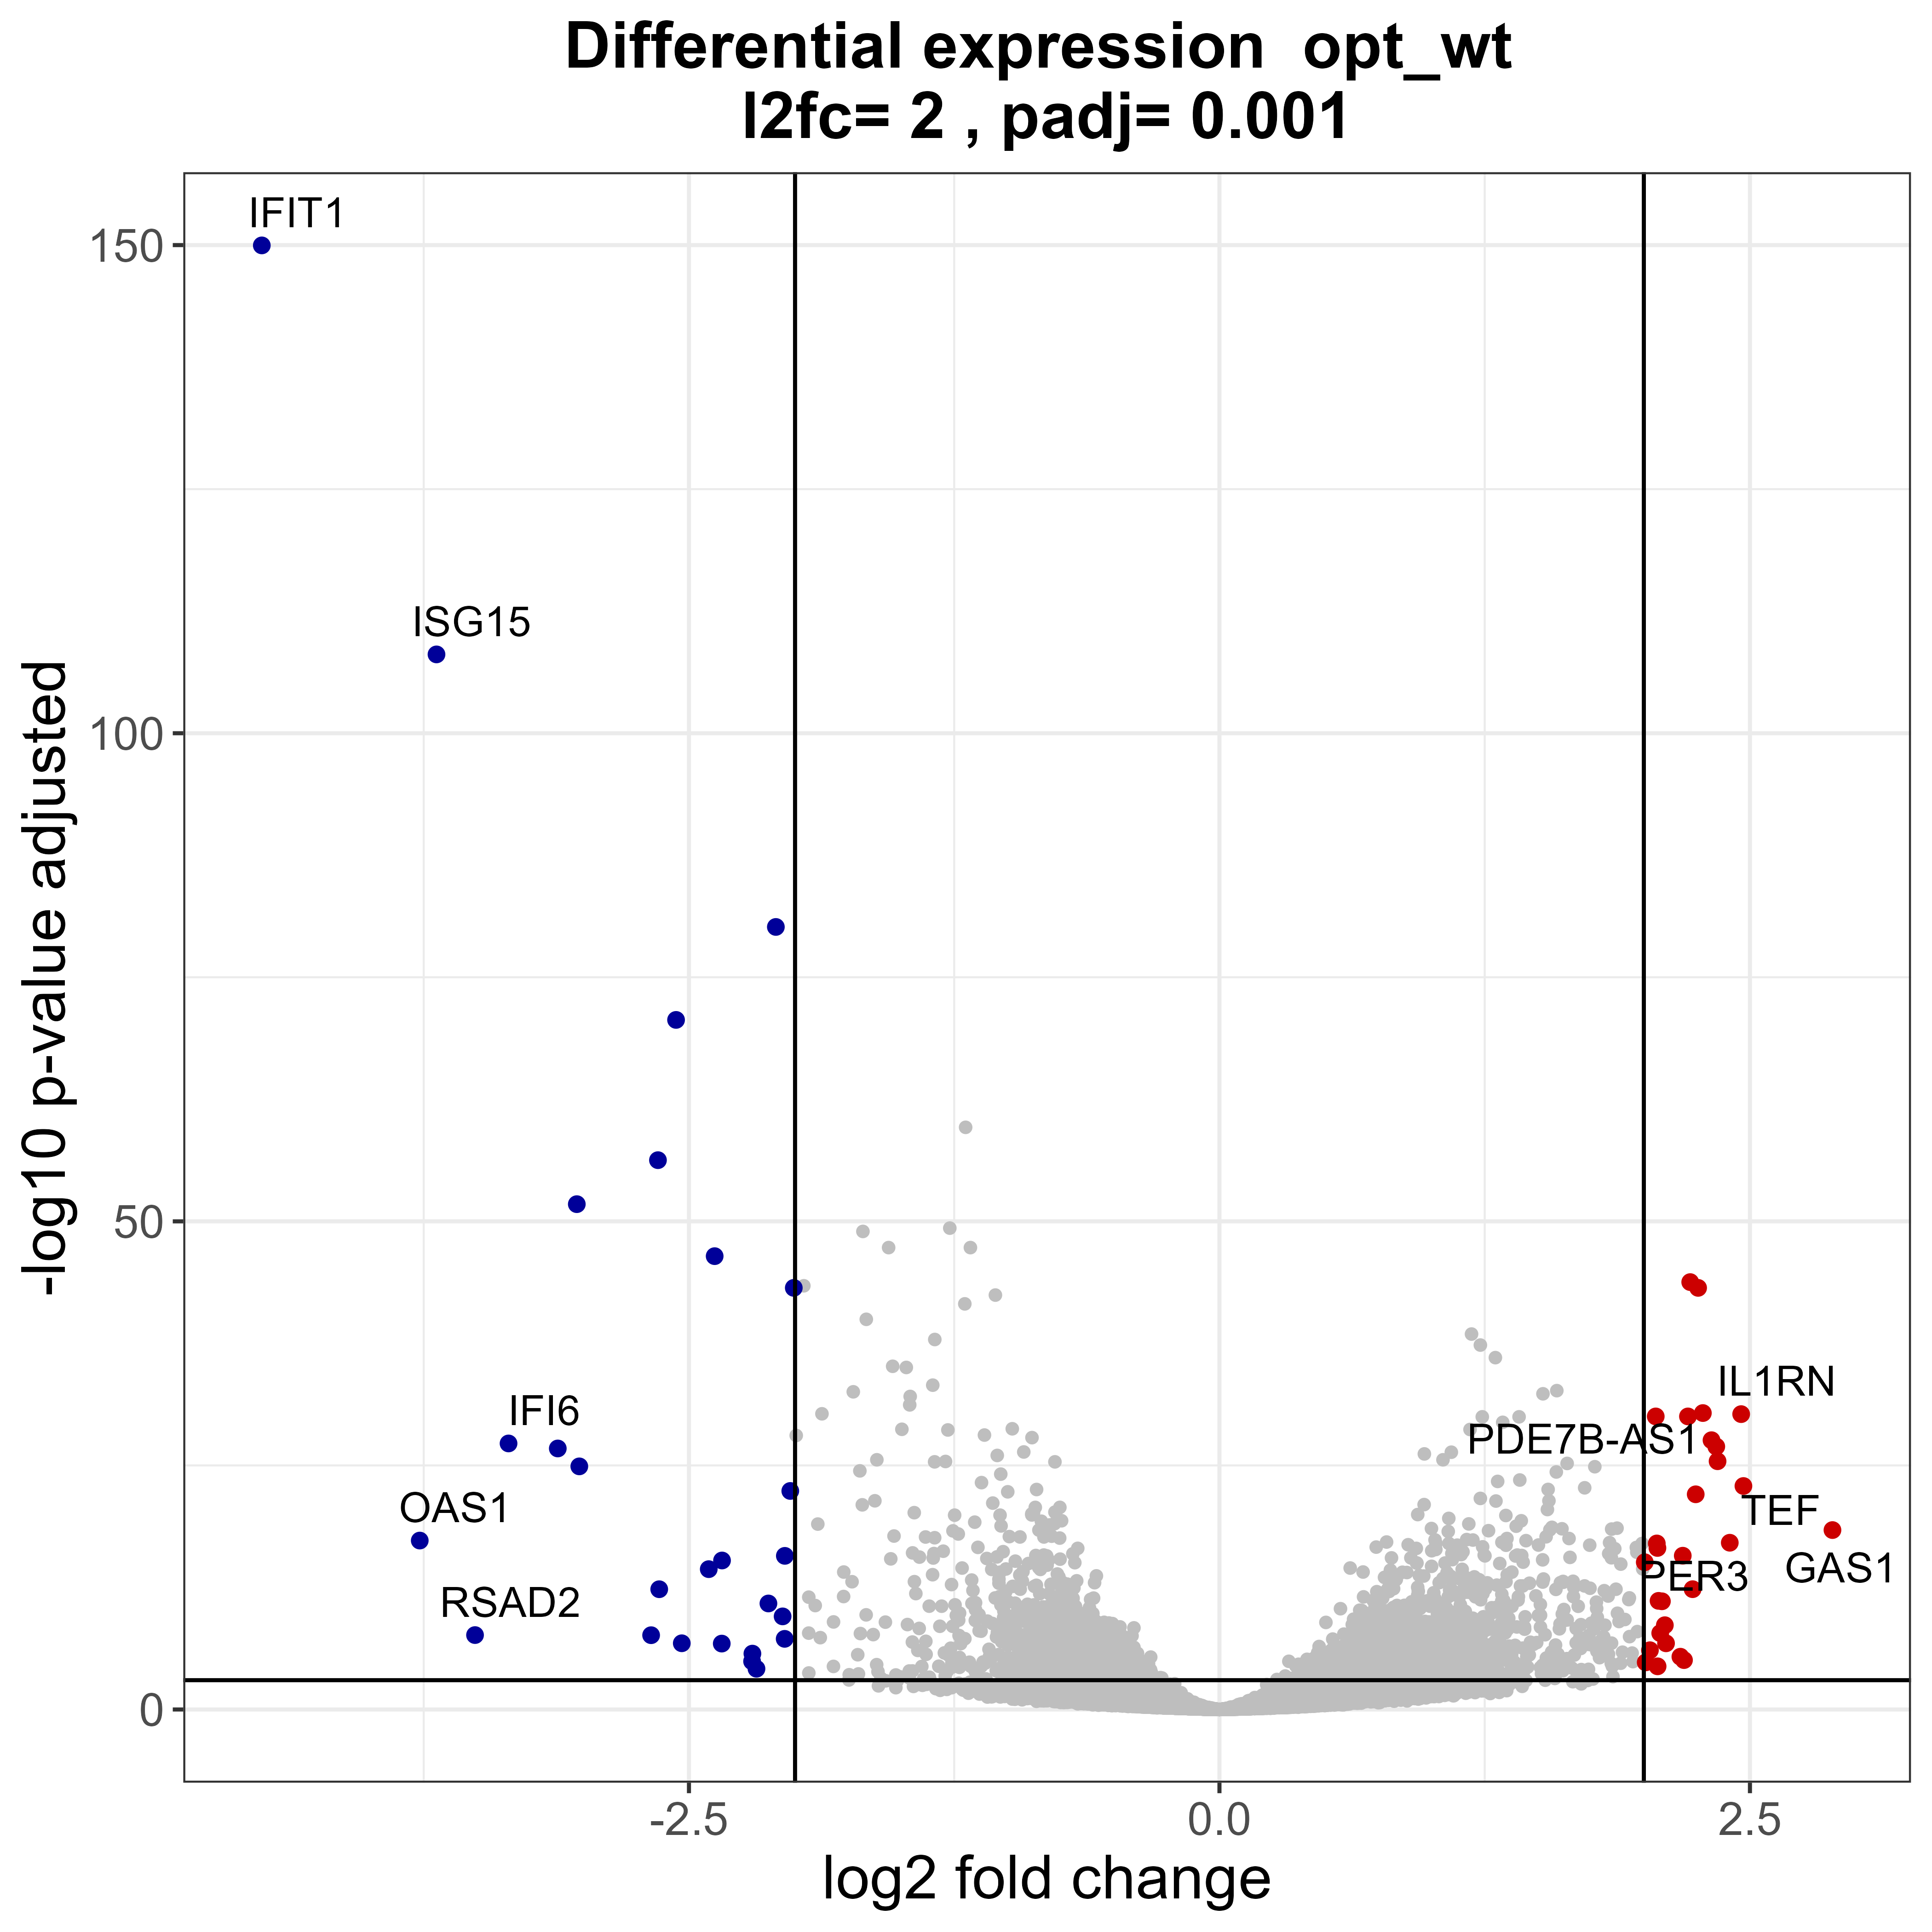 Differential expression  opt_wt
l2fc= 2 , padj= 0.001
IFIT1
150
ISG15
100
-log10 p-value adjusted
50
IL1RN
IFI6
PDE7B-AS1
OAS1
TEF
GAS1
PER3
RSAD2
0
-2.5
0.0
2.5
log2 fold change